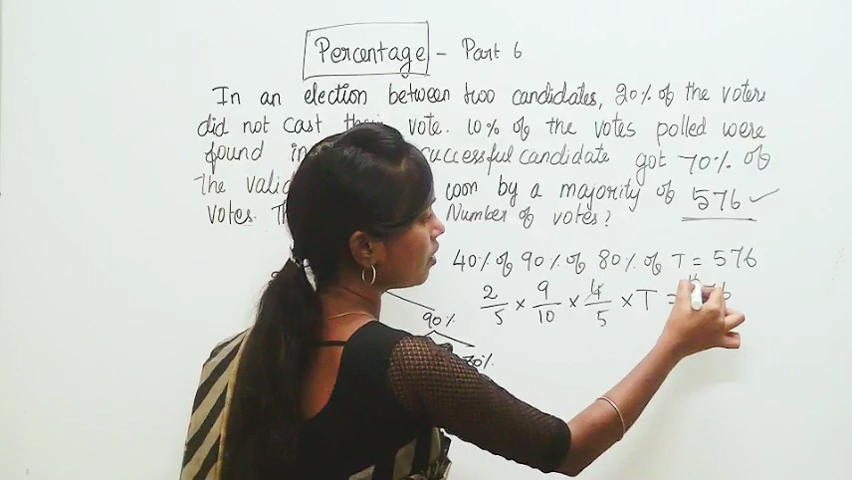 Percentage - Part 6
In an election between two candidates, 20% of the voters
did not cast their vote. 10% of the votes polled were
found in successful candidate got 70% of
the valid won by a majority of 576 ✓
votes. Number of votes?
40% of 90% of 80% of T = 576
2/5 × 9/10 × 4/5 × T =
90%
70%